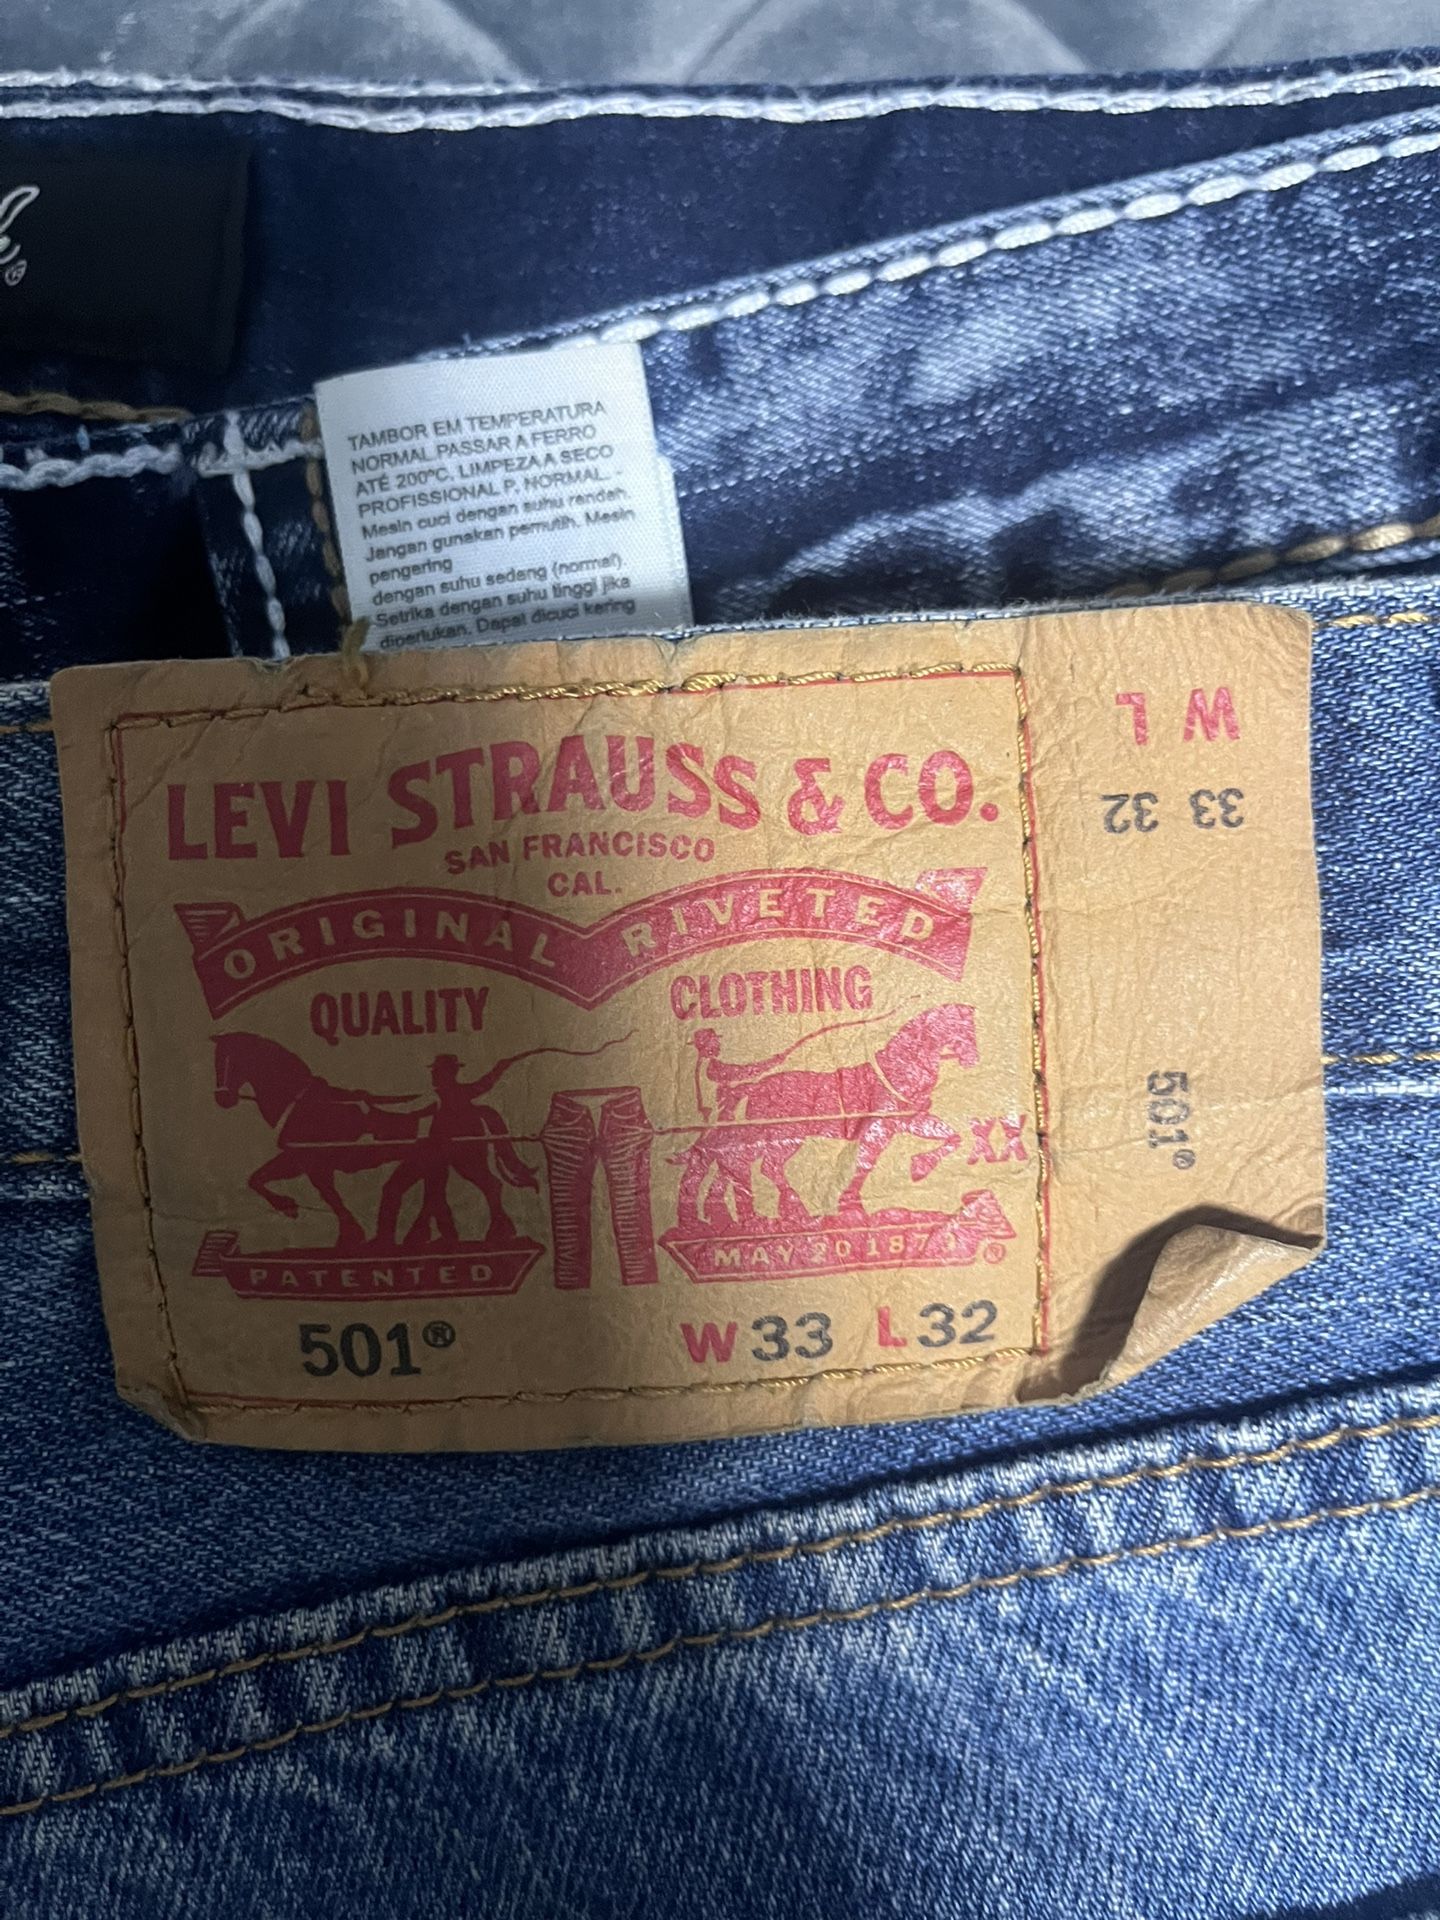 TAMBOR EM TEMPERATURA
NORMAL PASSAR A FERRO
ATÉ 200°C, LIMPEZA A SECO
PROFISSIONAL P, NORMAL. -
Mesin cuci dengan suhu rendah.
Jangan gunakan pemutih. Mesin
pengering
dengan suhu sedang (normal)
Setrika dengan suhu tinggi jika
diperlukan. Dapat dicuci kering
LEVI STRAUSS & CO.
SAN FRANCISCO
CAL.
ORIGINAL RIVETED
QUALITY CLOTHING
XX
PATENTED MAY 20 1873 ®
501® W 33 L 32
W L
33 32
501®